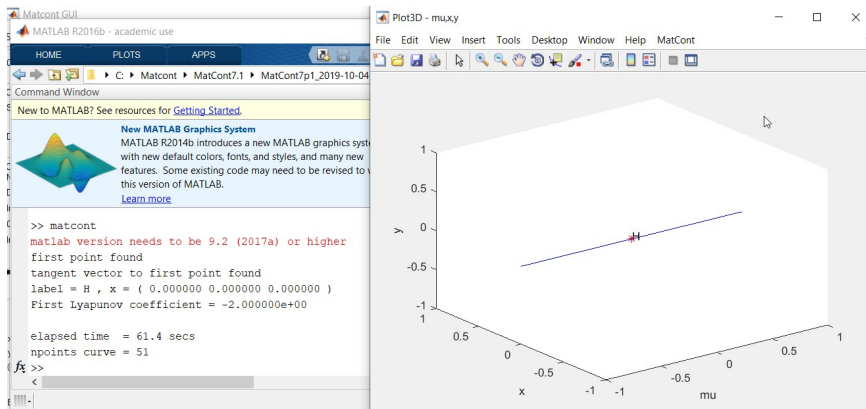 Matcont GUI
MATLAB R2016b - academic use
HOME PLOTS APPS
C: Matcont MatCont7.1 MatCont7p1_2019-10-04
Command Window
New to MATLAB? See resources for Getting Started.
New MATLAB Graphics System
MATLAB R2014b introduces a new MATLAB graphics
with new default colors, fonts, and styles, and many new
features. Some existing code may need to be revised to
this version of MATLAB.
Learn more
>> matcont
matlab version needs to be 9.2 (2017a) or higher
first point found
tangent vector to first point found
label = H , x = ( 0.000000 0.000000 0.000000 )
First Lyapunov coefficient = -2.000000e+00
elapsed time = 61.4 secs
npoints curve = 51
fx >>
Plot3D - mu,x,y
File Edit View Insert Tools Desktop Window Help MatCont
1
0.5
0
-0.5
-1
y
H
1
0.5
0
-0.5
-1
x
-1
-0.5
0
0.5
1
mu